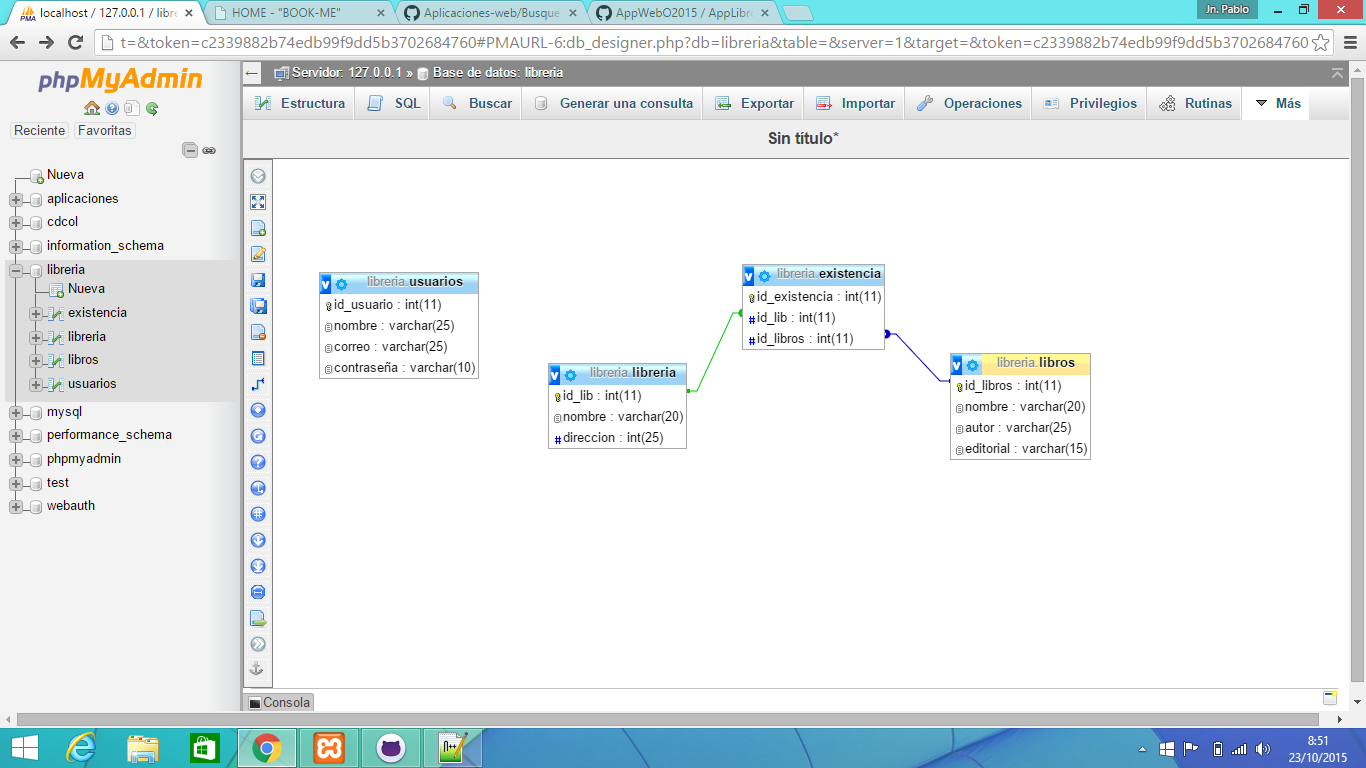 localhost / 127.0.0.1 / libre
HOME - "BOOK-ME"
Aplicaciones-web/Busque
AppWebO2015 / AppLibro
Jn. Pablo
t=&token=c2339882b74edb99f9dd5b3702684760#PMAURL-6:db_designer.php?db=libreria&table=&server=1&target=&token=c2339882b74edb99f9dd5b3702684760
phpMyAdmin
Reciente Favoritas
Nueva
aplicaciones
cdcol
information_schema
libreria
Nueva
existencia
libreria
libros
usuarios
mysql
performance_schema
phpmyadmin
test
webauth
Servidor: 127.0.0.1 » Base de datos: libreria
Estructura SQL Buscar Generar una consulta Exportar Importar Operaciones Privilegios Rutinas Más
Sin título*
libreria.usuarios
id_usuario : int(11)
nombre : varchar(25)
correo : varchar(25)
contraseña : varchar(10)
libreria.libreria
id_lib : int(11)
nombre : varchar(20)
direccion : int(25)
libreria.existencia
id_existencia : int(11)
id_lib : int(11)
id_libros : int(11)
libreria.libros
id_libros : int(11)
nombre : varchar(20)
autor : varchar(25)
editorial : varchar(15)
Consola
8:51
23/10/2015